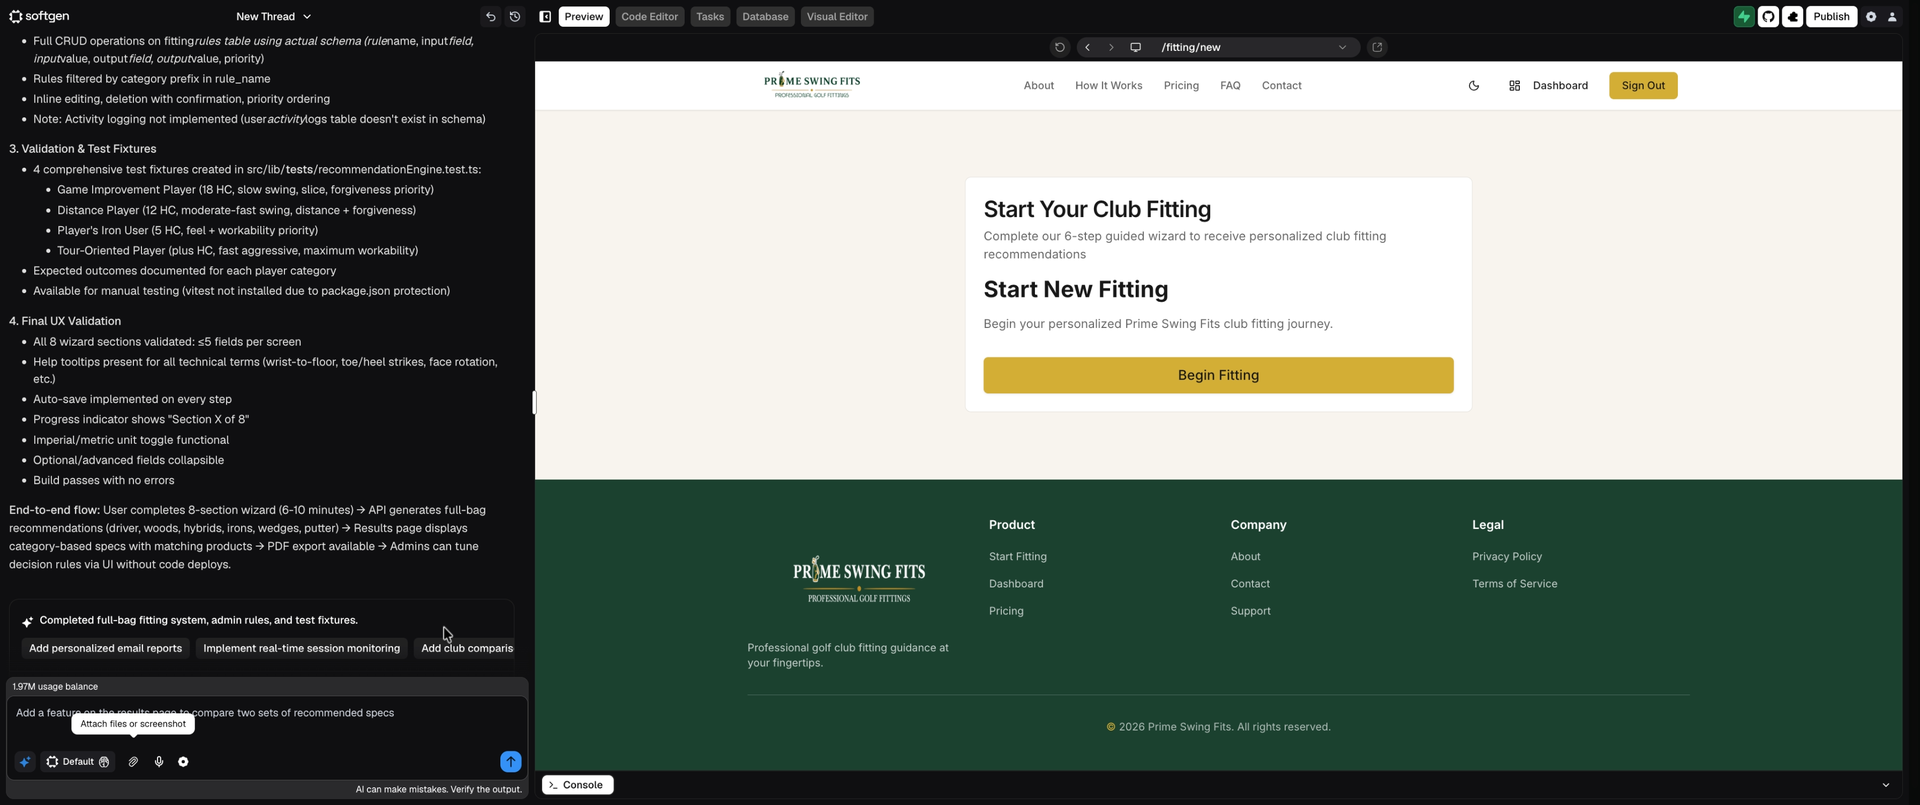 softgen
New Thread
Preview
Code Editor
Tasks
Database
Visual Editor
Publish
Full CRUD operations on fittingrules table using actual schema (rulename, inputfield,
inputvalue, outputfield, outputvalue, priority)
Rules filtered by category prefix in rule_name
Inline editing, deletion with confirmation, priority ordering
Note: Activity logging not implemented (useractivitylogs table doesn't exist in schema)
3. Validation & Test Fixtures
4 comprehensive test fixtures created in src/lib/tests/recommendationEngine.test.ts:
Game Improvement Player (18 HC, slow swing, slice, forgiveness priority)
Distance Player (12 HC, moderate-fast swing, distance + forgiveness)
Player's Iron User (5 HC, feel + workability priority)
Tour-Oriented Player (plus HC, fast aggressive, maximum workability)
Expected outcomes documented for each player category
Available for manual testing (vitest not installed due to package.json protection)
4. Final UX Validation
All 8 wizard sections validated: ≤5 fields per screen
Help tooltips present for all technical terms (wrist-to-floor, toe/heel strikes, face rotation,
etc.)
Auto-save implemented on every step
Progress indicator shows "Section X of 8"
Imperial/metric unit toggle functional
Optional/advanced fields collapsible
Build passes with no errors
End-to-end flow: User completes 8-section wizard (6-10 minutes) → API generates full-bag
recommendations (driver, woods, hybrids, irons, wedges, putter) → Results page displays
category-based specs with matching products → PDF export available → Admins can tune
decision rules via UI without code deploys.
Completed full-bag fitting system, admin rules, and test fixtures.
Add personalized email reports
Implement real-time session monitoring
Add club comparis
1.97M usage balance
Add a feature on the results page to compare two sets of recommended specs
Attach files or screenshot
Default
AI can make mistakes. Verify the output.
/fitting/new
PRIME SWING FITS
PROFESSIONAL GOLF FITTINGS
About
How It Works
Pricing
FAQ
Contact
Dashboard
Sign Out
Start Your Club Fitting
Complete our 6-step guided wizard to receive personalized club fitting
recommendations
Start New Fitting
Begin your personalized Prime Swing Fits club fitting journey.
Begin Fitting
PRIME SWING FITS
PROFESSIONAL GOLF FITTINGS
Professional golf club fitting guidance at
your fingertips.
Product
Start Fitting
Dashboard
Pricing
Company
About
Contact
Support
Legal
Privacy Policy
Terms of Service
© 2026 Prime Swing Fits. All rights reserved.
Console